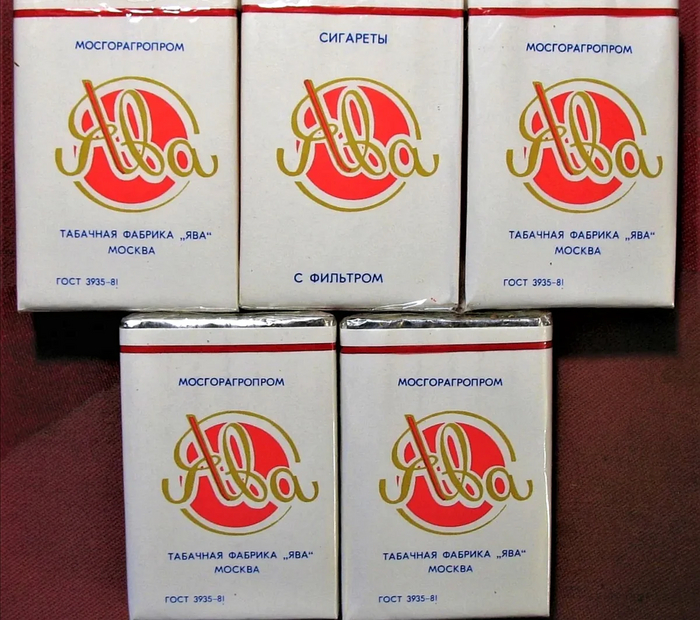 МОСГОРАГРОПРОМ
Ява
ТАБАЧНАЯ ФАБРИКА „ЯВА“
МОСКВА
ГОСТ 3935-81
СИГАРЕТЫ
Ява
С ФИЛЬТРОМ
МОСГОРАГРОПРОМ
Ява
ТАБАЧНАЯ ФАБРИКА „ЯВА“
МОСКВА
ГОСТ 3935-81
МОСГОРАГРОПРОМ
Ява
ТАБАЧНАЯ ФАБРИКА „ЯВА“
МОСКВА
ГОСТ 3935-81
МОСГОРАГРОПРОМ
Ява
ТАБАЧНАЯ ФАБРИКА „ЯВА“
МОСКВА
ГОСТ 3935-81